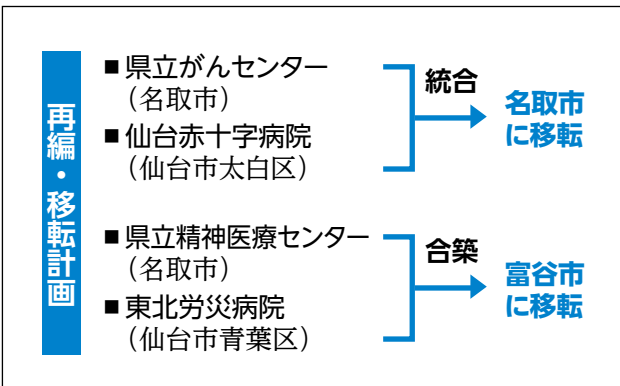 再編・移転計画
■県立がんセンター
（名取市）
■仙台赤十字病院
（仙台市太白区）
統合
名取市
に移転
■県立精神医療センター
（名取市）
■東北労災病院
（仙台市青葉区）
合築
富谷市
に移転